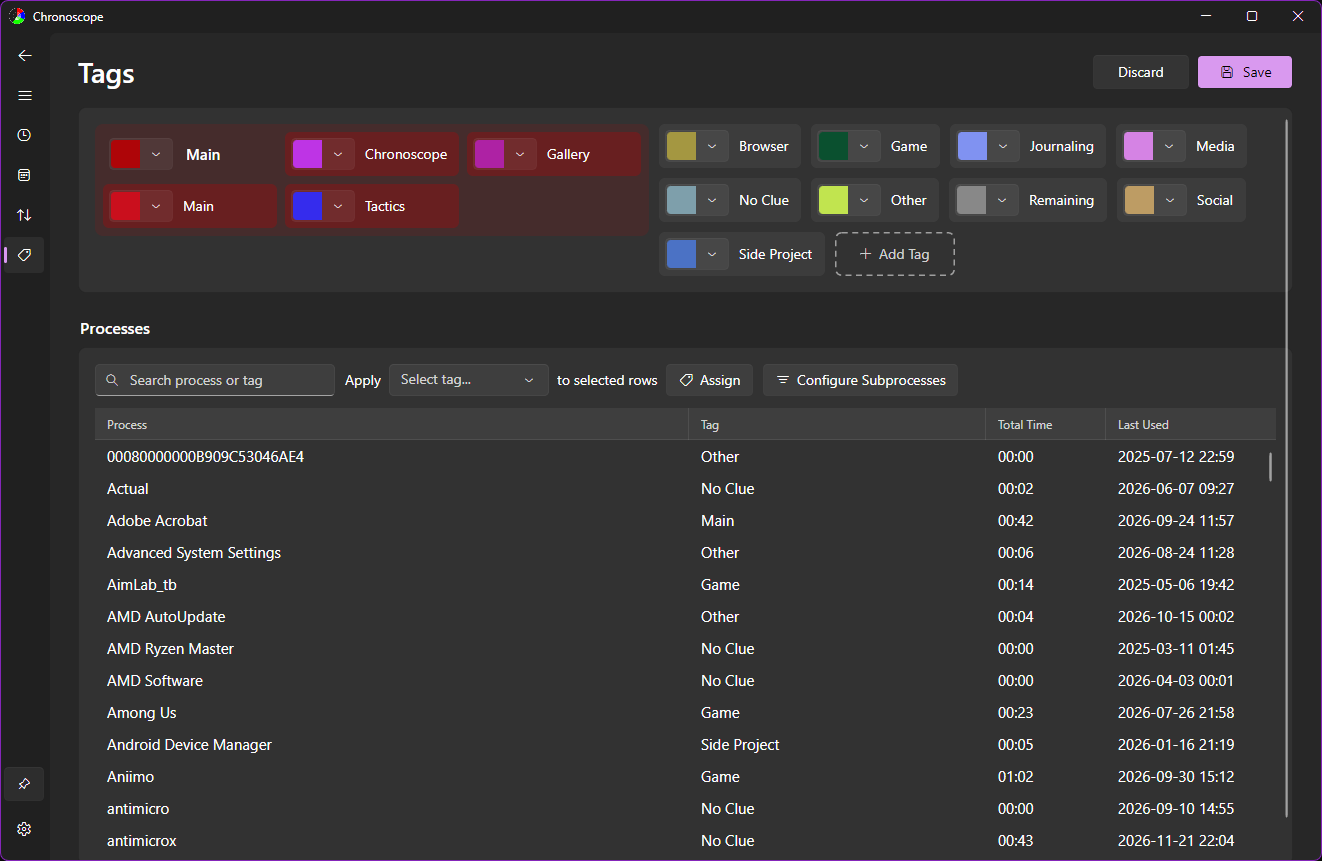 Chronoscope
Tags
Discard
Save
Main
Chronoscope
Gallery
Main
Tactics
Browser
Game
Journaling
Media
No Clue
Other
Remaining
Social
Side Project
Add Tag
Processes
Search process or tag
Apply
Select tag...
to selected rows
Assign
Configure Subprocesses
Process Tag Total Time Last Used
00080000000B909C53046AE4 Other 00:00 2025-07-12 22:59
Actual No Clue 00:02 2026-06-07 09:27
Adobe Acrobat Main 00:42 2026-09-24 11:57
Advanced System Settings Other 00:06 2026-08-24 11:28
AimLab_tb Game 00:14 2025-05-06 19:42
AMD AutoUpdate Other 00:04 2026-10-15 00:02
AMD Ryzen Master No Clue 00:00 2025-03-11 01:45
AMD Software No Clue 00:00 2026-04-03 00:01
Among Us Game 00:23 2026-07-26 21:58
Android Device Manager Side Project 00:05 2026-01-16 21:19
Aniimo Game 01:02 2026-09-30 15:12
antimicro No Clue 00:00 2026-09-10 14:55
antimicrox No Clue 00:43 2026-11-21 22:04